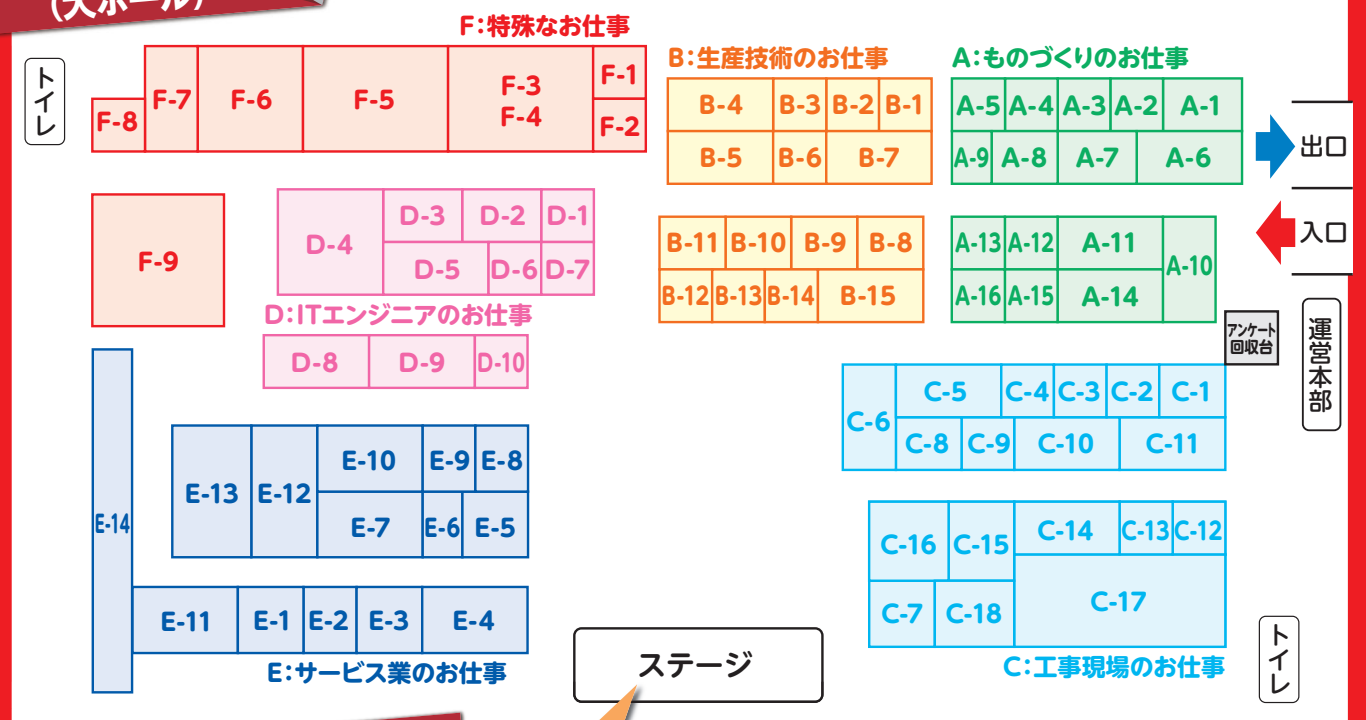 (大ホール)
F:特殊なお仕事
B:生産技術のお仕事
A:ものづくりのお仕事
トイレ
F-8
F-7
F-6
F-5
F-3
F-4
F-1
F-2
B-4
B-3
B-2
B-1
B-5
B-6
B-7
A-5
A-4
A-3
A-2
A-1
A-9
A-8
A-7
A-6
出口
入口
F-9
D-4
D-3
D-2
D-1
D-5
D-6
D-7
D:ITエンジニアのお仕事
D-8
D-9
D-10
B-11
B-10
B-9
B-8
B-12
B-13
B-14
B-15
A-13
A-12
A-11
A-10
A-16
A-15
A-14
アンケート
回収台
運営本部
C-6
C-5
C-4
C-3
C-2
C-1
C-8
C-9
C-10
C-11
E-14
E-13
E-12
E-10
E-9
E-8
E-7
E-6
E-5
E-11
E-1
E-2
E-3
E-4
E:サービス業のお仕事
ステージ
C-16
C-15
C-14
C-13
C-12
C-7
C-18
C-17
C:工事現場のお仕事
トイレ